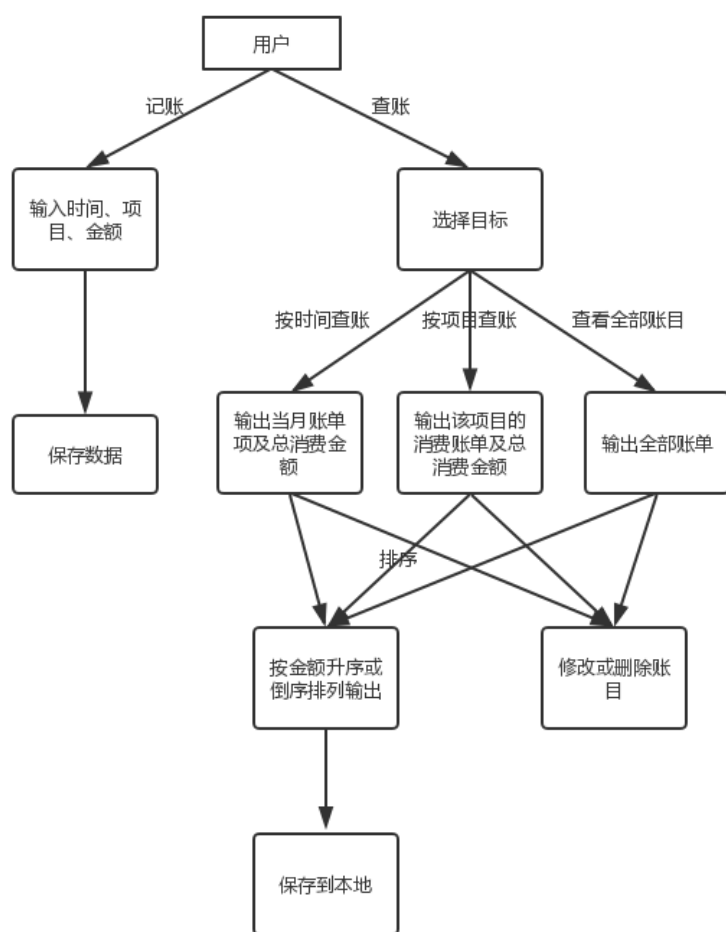 用户
记账
查账
输入时间、项
目、金额
选择目标
按时间查账
按项目查账
查看全部账目
输出当月账单
项及总消费金
额
输出该项目的
消费账单及总
消费金额
输出全部账单
保存数据
排序
按金额升序或
倒序排列输出
修改或删除账
目
保存到本地